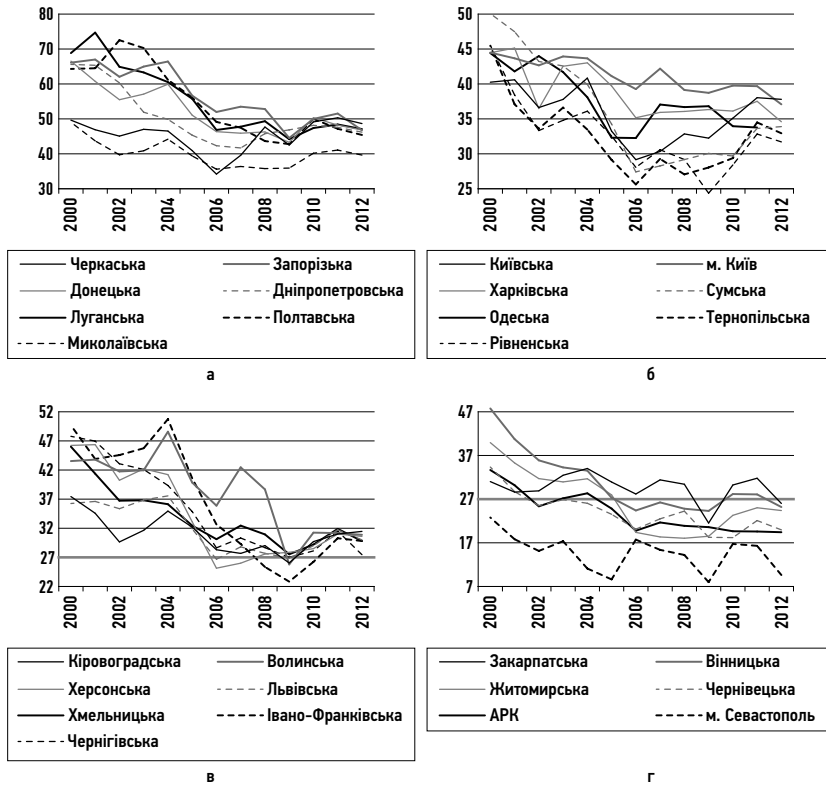 80
70
60
50
40
30
2000
2002
2004
2006
2008
2010
2012
Черкаська Запорізька
Донецька Дніпропетровська
Луганська Полтавська
Миколаївська
а
50
45
40
35
30
25
2000
2002
2004
2006
2008
2010
2012
Київська м. Київ
Харківська Сумська
Одеська Тернопільська
Рівненська
б
52
47
42
37
32
27
22
2000
2002
2004
2006
2008
2010
2012
Кіровоградська Волинська
Херсонська Львівська
Хмельницька Івано-Франківська
Чернігівська
в
47
37
27
17
7
2000
2002
2004
2006
2008
2010
2012
Закарпатська Вінницька
Житомирська Чернівецька
АРК м. Севастополь
г